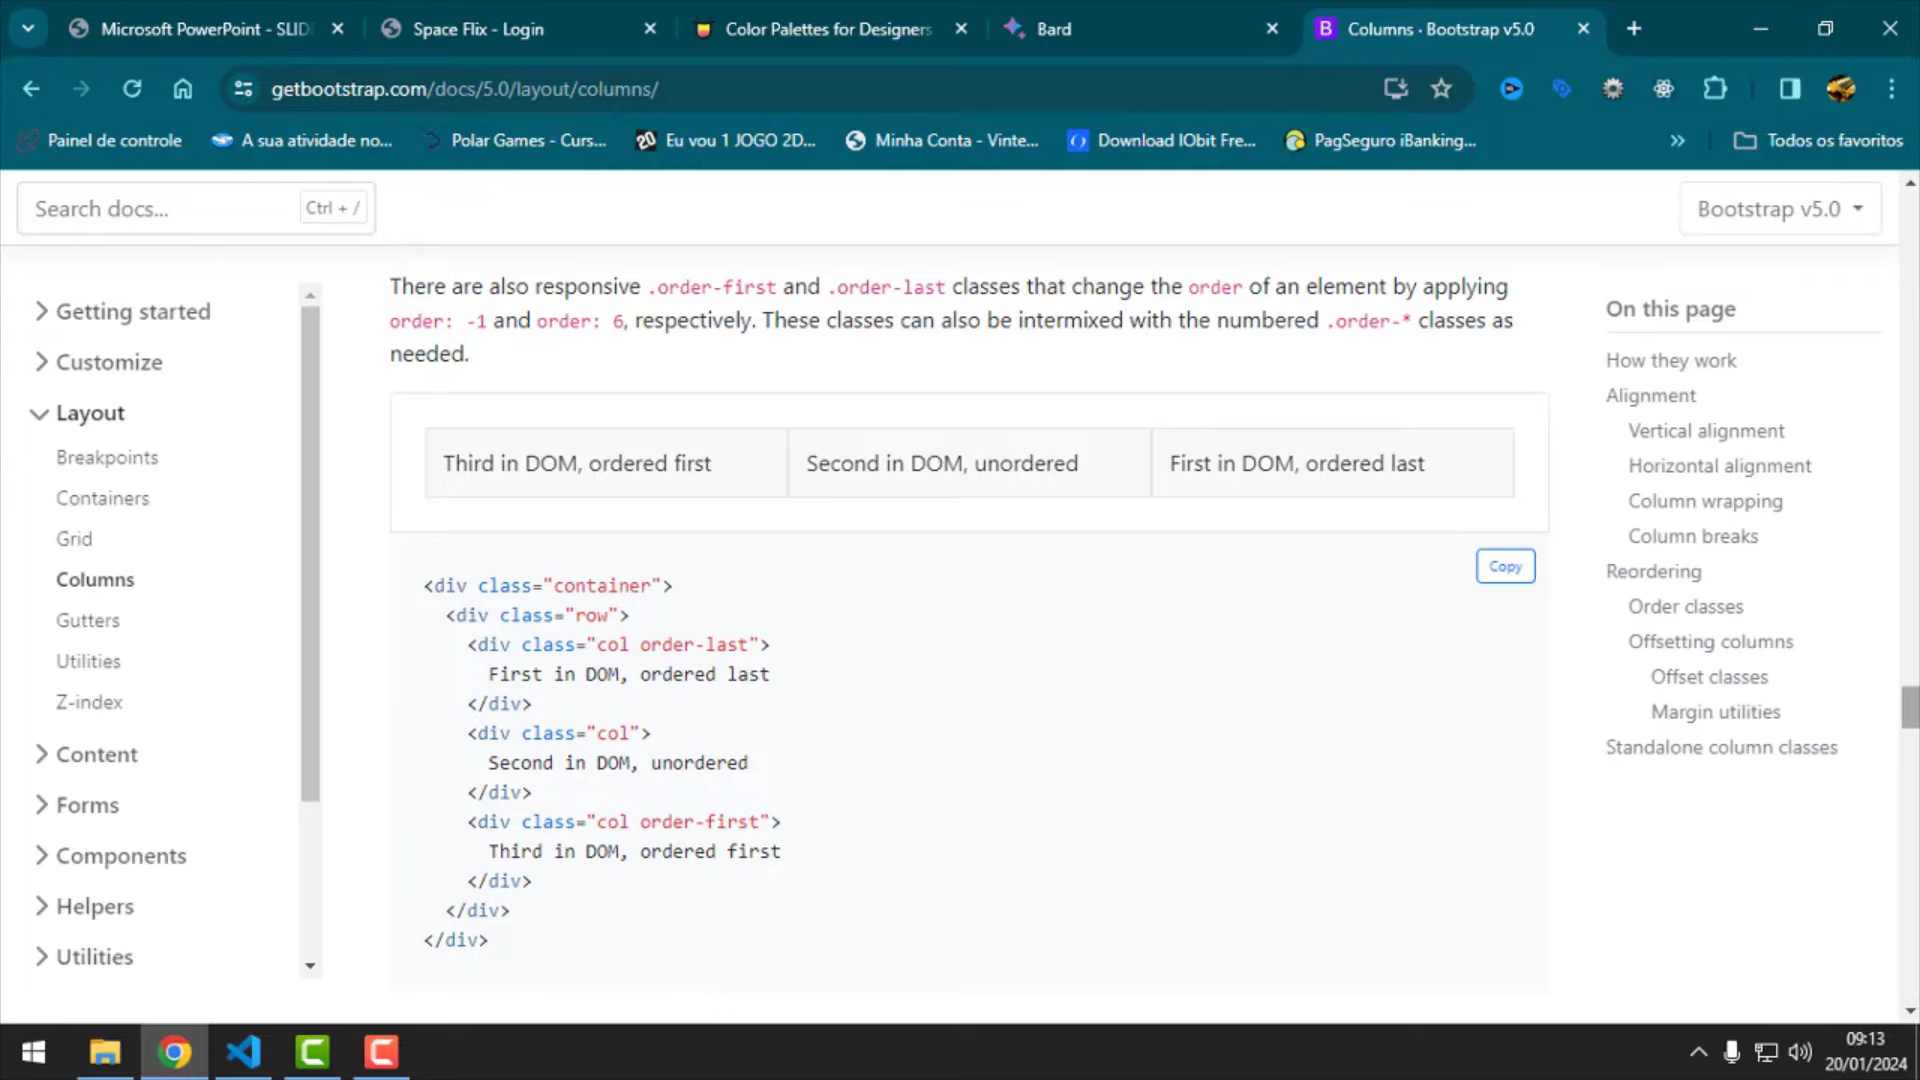 Microsoft PowerPoint - SLID
Space Flix - Login
Color Palettes for Designers
Bard
Columns · Bootstrap v5.0
getbootstrap.com/docs/5.0/layout/columns/
Painel de controle
A sua atividade no...
Polar Games - Curs...
Eu vou 1 JOGO 2D...
Minha Conta - Vinte...
Download IObit Fre...
PagSeguro iBanking...
Todos os favoritos
Search docs...
Ctrl + /
Bootstrap v5.0
Getting started
Customize
Layout
Breakpoints
Containers
Grid
Columns
Gutters
Utilities
Z-index
Content
Forms
Components
Helpers
Utilities
There are also responsive .order-first and .order-last classes that change the order of an element by applying
order: -1 and order: 6, respectively. These classes can also be intermixed with the numbered .order-* classes as
needed.
Third in DOM, ordered first
Second in DOM, unordered
First in DOM, ordered last
Copy
<div class="container">
  <div class="row">
    <div class="col order-last">
      First in DOM, ordered last
    </div>
    <div class="col">
      Second in DOM, unordered
    </div>
    <div class="col order-first">
      Third in DOM, ordered first
    </div>
  </div>
</div>
On this page
How they work
Alignment
Vertical alignment
Horizontal alignment
Column wrapping
Column breaks
Reordering
Order classes
Offsetting columns
Offset classes
Margin utilities
Standalone column classes
09:13
20/01/2024